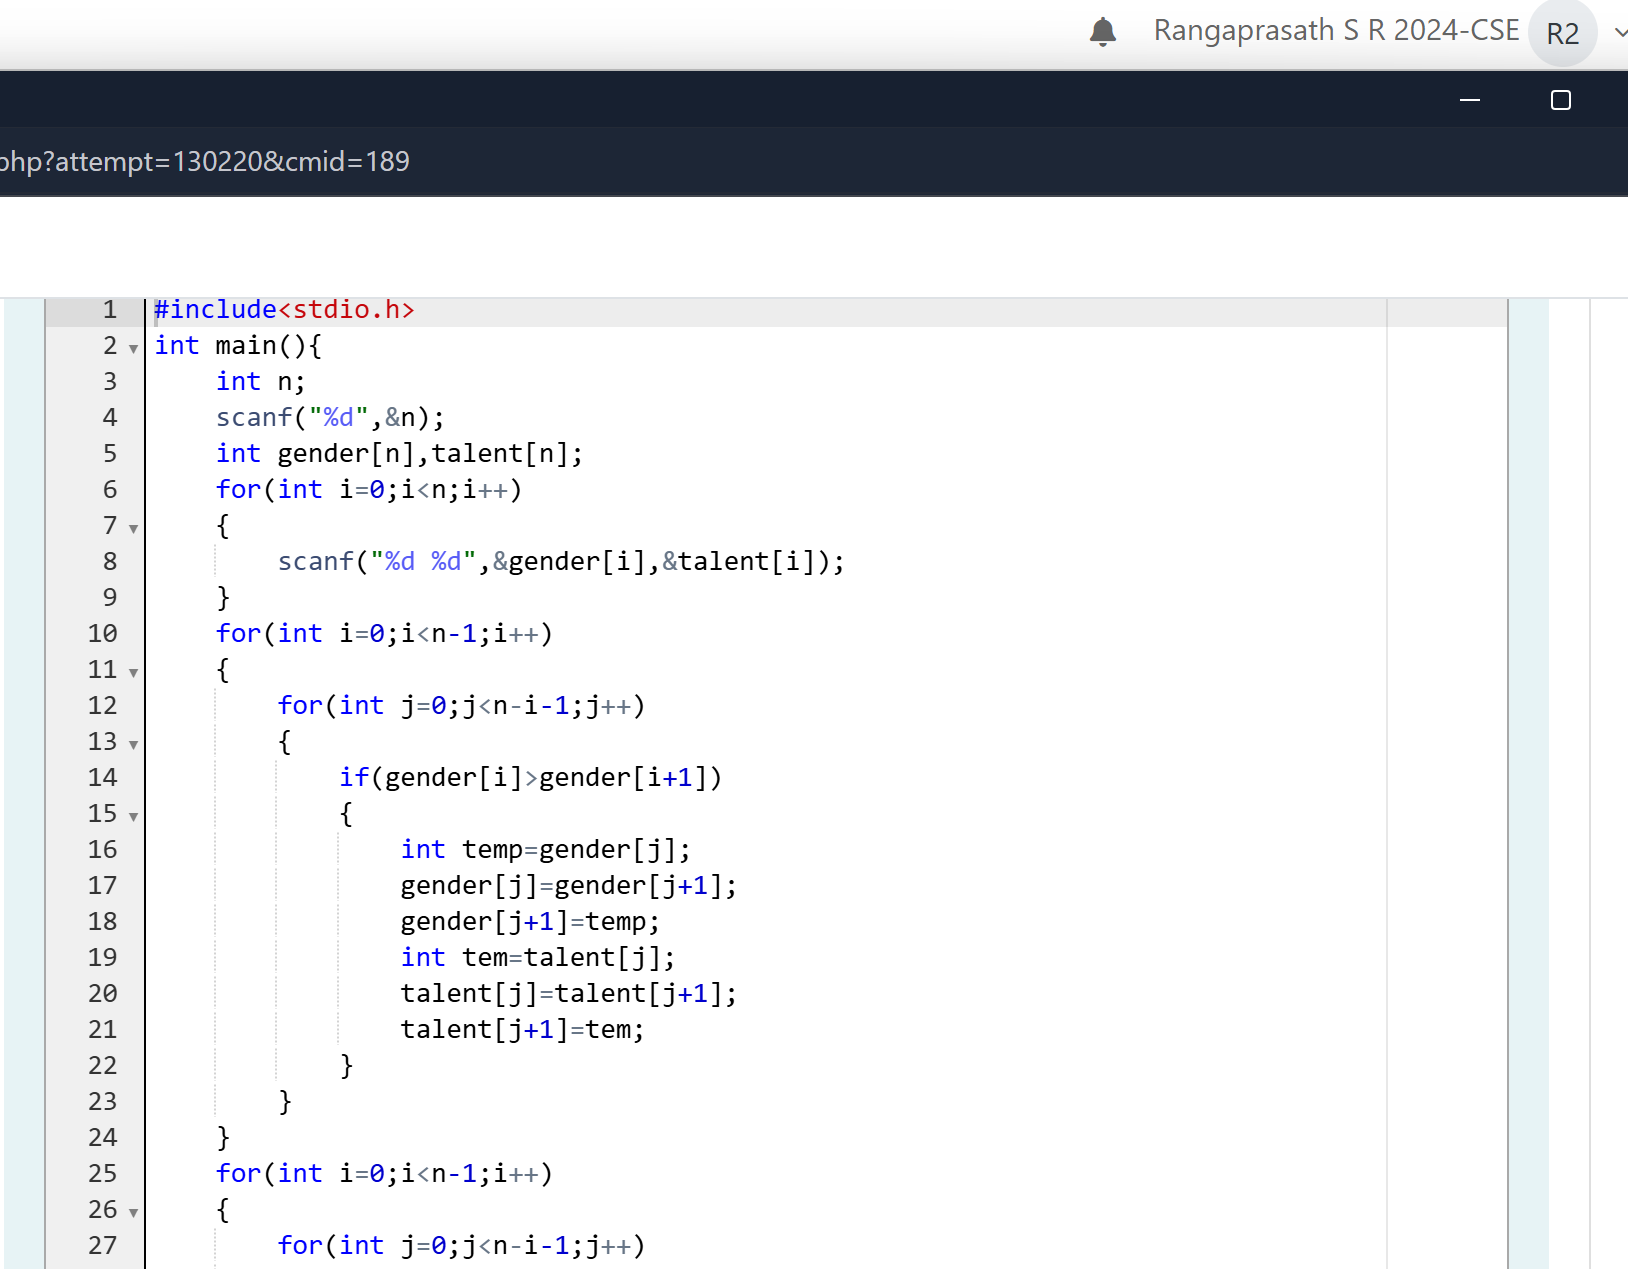 Rangaprasath S R 2024-CSE R2
php?attempt=130220&cmid=189
1 #include<stdio.h>
2 int main(){
3 int n;
4 scanf("%d",&n);
5 int gender[n],talent[n];
6 for(int i=0;i<n;i++)
7 {
8 scanf("%d %d",&gender[i],&talent[i]);
9 }
10 for(int i=0;i<n-1;i++)
11 {
12 for(int j=0;j<n-i-1;j++)
13 {
14 if(gender[i]>gender[i+1])
15 {
16 int temp=gender[j];
17 gender[j]=gender[j+1];
18 gender[j+1]=temp;
19 int tem=talent[j];
20 talent[j]=talent[j+1];
21 talent[j+1]=tem;
22 }
23 }
24 }
25 for(int i=0;i<n-1;i++)
26 {
27 for(int j=0;j<n-i-1;j++)